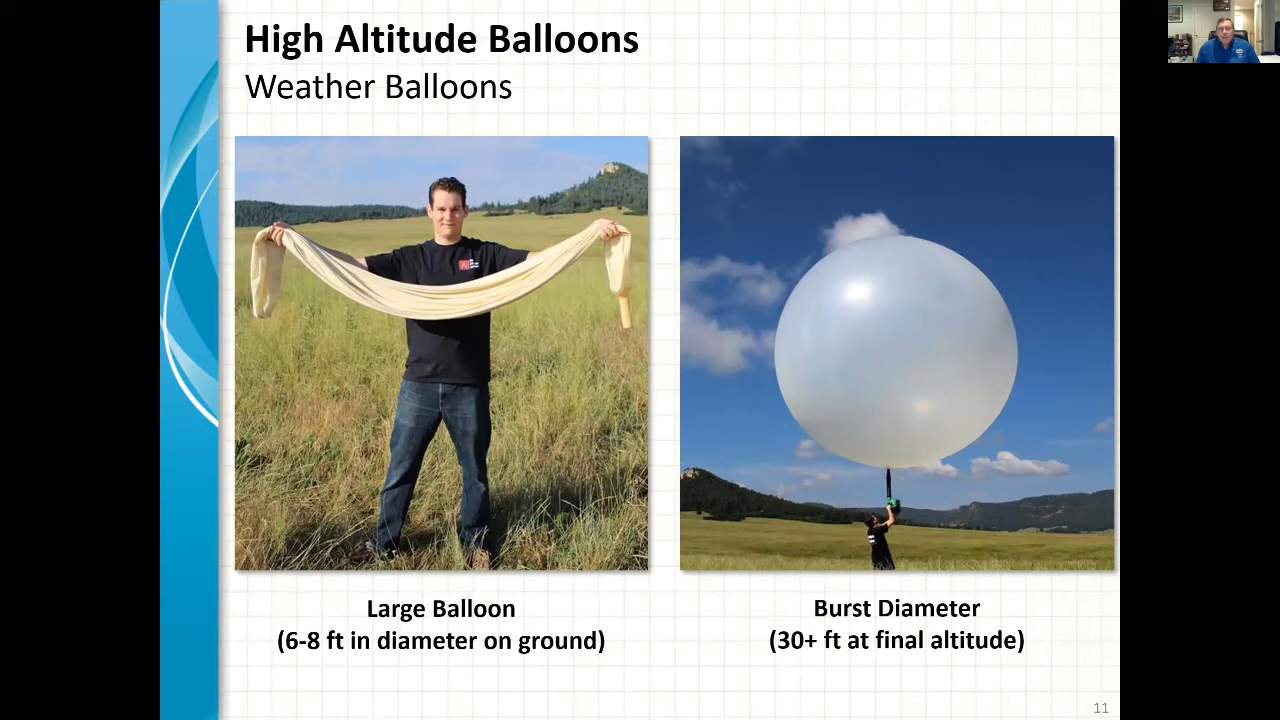 High Altitude Balloons
Weather Balloons
Large Balloon
(6-8 ft in diameter on ground)
Burst Diameter
(30+ ft at final altitude)
11